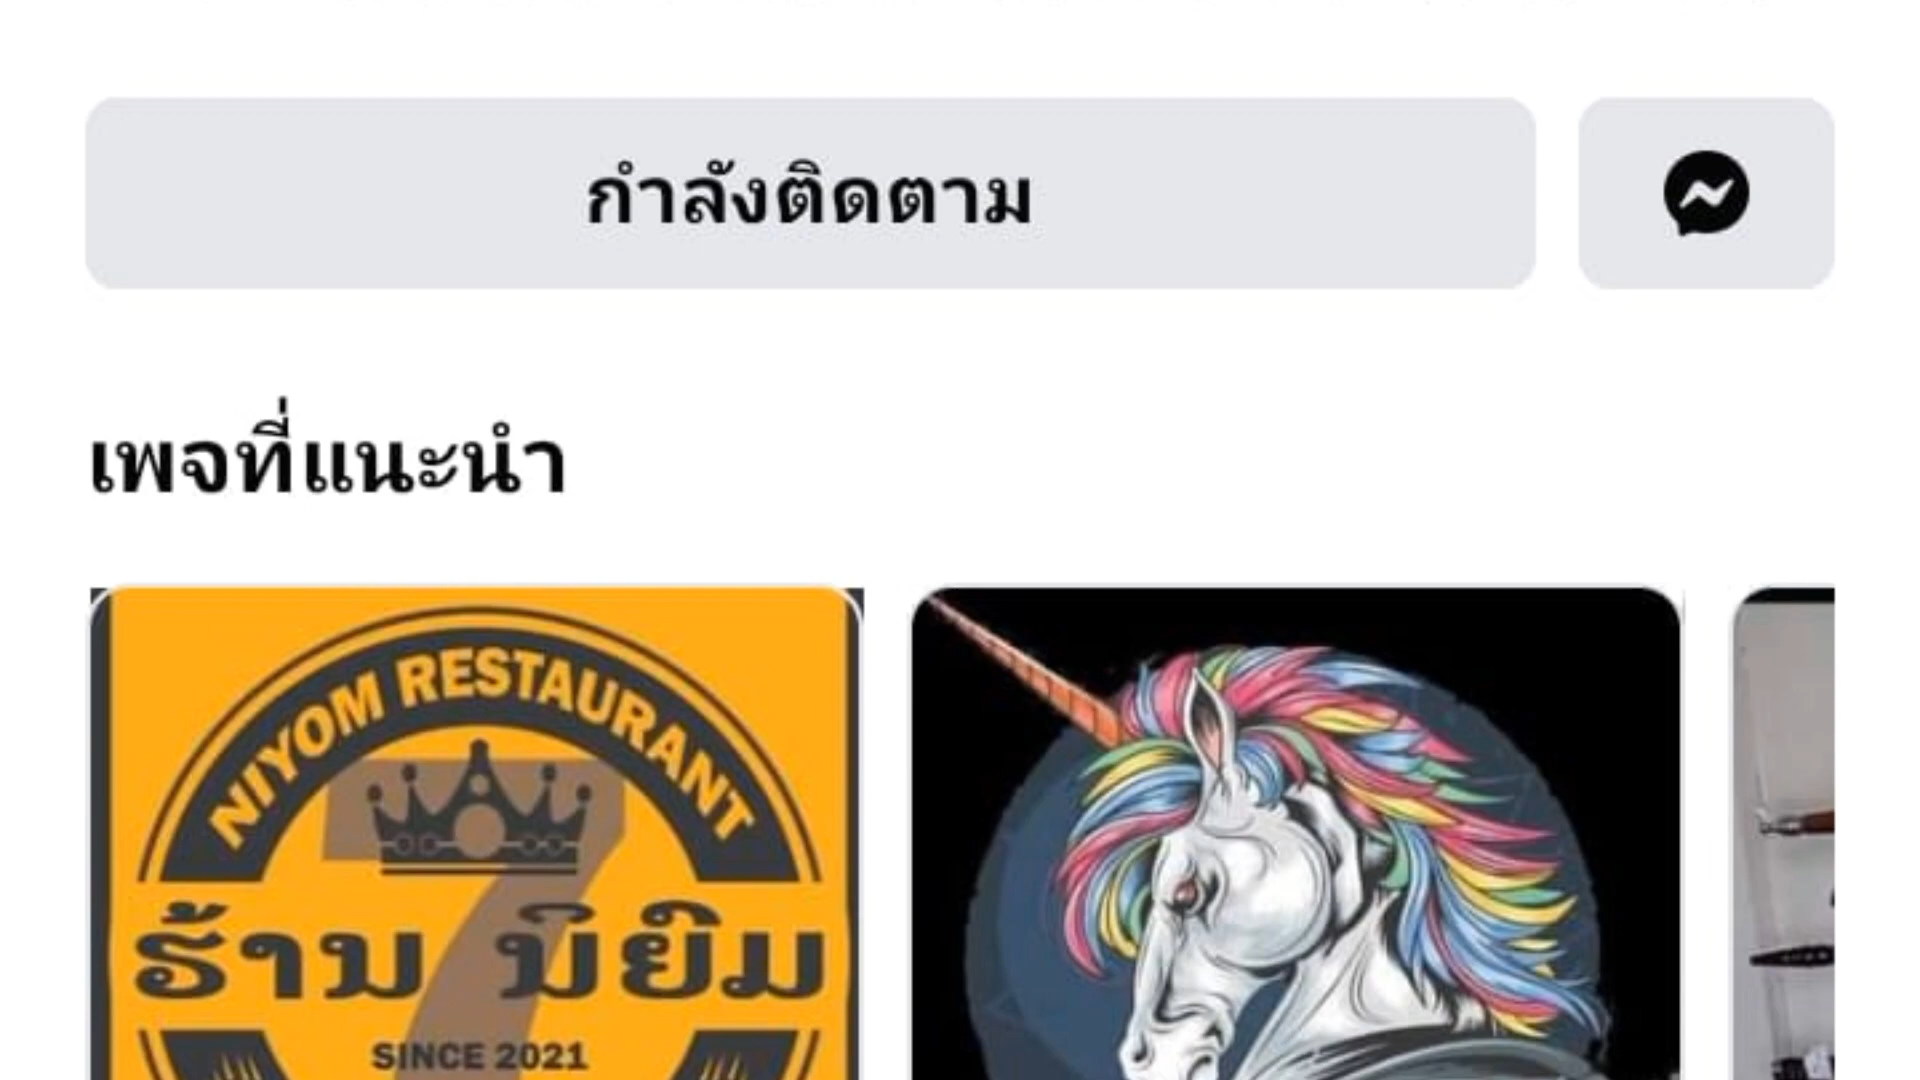 กำลังติดตาม
เพจที่แนะนำ
NIYOM RESTAURANT
7
ຮ້ານ ນິຍົມ
SINCE 2021